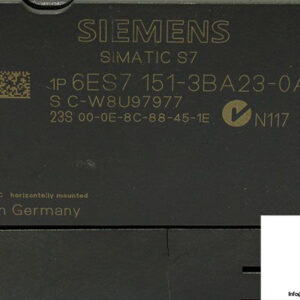 SIEMENS
SIMATIC S7
1P 6ES7 151-3BA23-0A
S C-W8U97977
23S 00-0E-8C-88-45-1E
N117
C horizontally mounted
n Germany